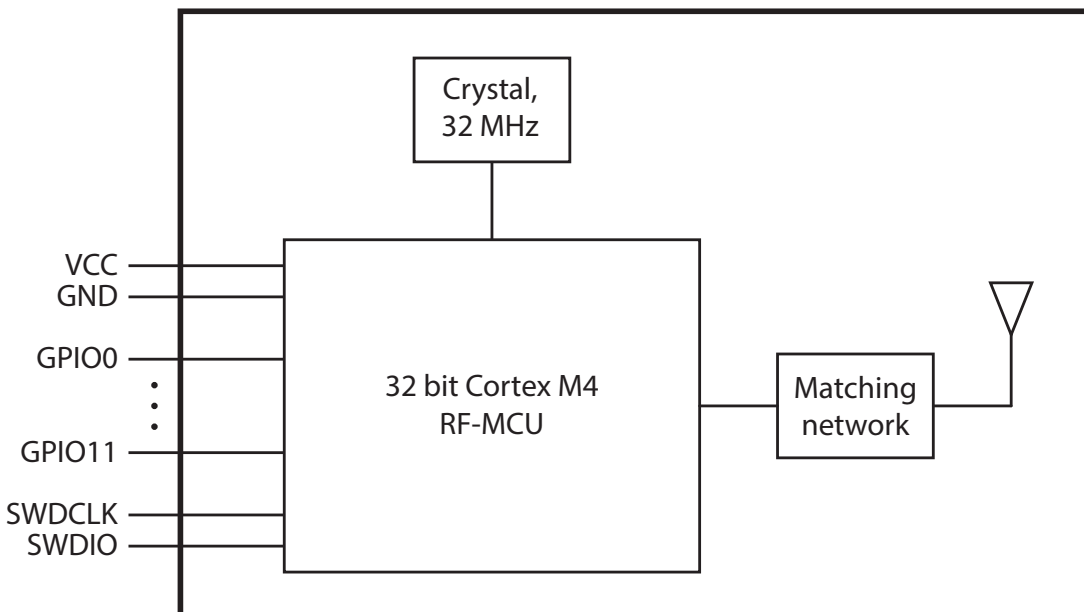 Crystal,
32 MHz
VCC
GND
GPIO0
GPIO11
SWDCLK
SWDIO
32 bit Cortex M4
RF-MCU
Matching
network